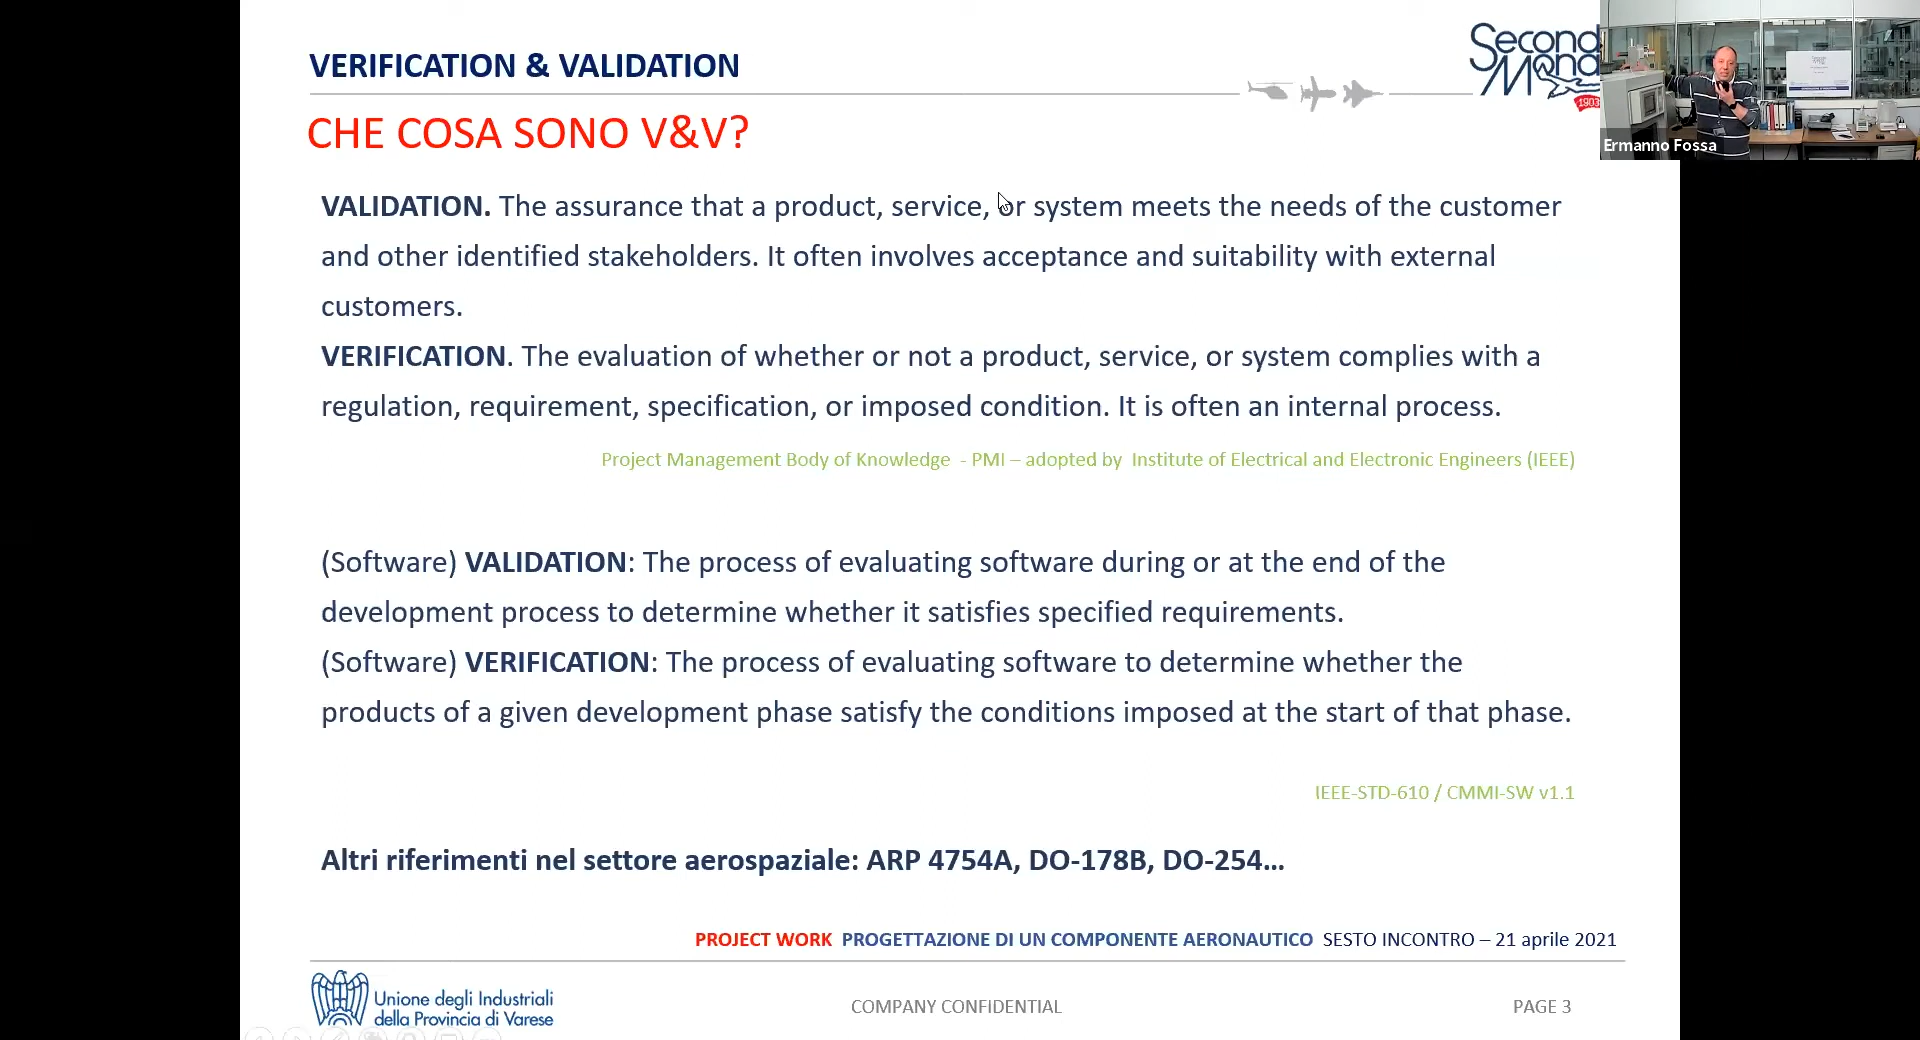 VERIFICATION & VALIDATION
Second
Mona
1903
Ermanno Fossa
CHE COSA SONO V&V?
VALIDATION. The assurance that a product, service, or system meets the needs of the customer
and other identified stakeholders. It often involves acceptance and suitability with external
customers.
VERIFICATION. The evaluation of whether or not a product, service, or system complies with a
regulation, requirement, specification, or imposed condition. It is often an internal process.
Project Management Body of Knowledge - PMI – adopted by Institute of Electrical and Electronic Engineers (IEEE)
(Software) VALIDATION: The process of evaluating software during or at the end of the
development process to determine whether it satisfies specified requirements.
(Software) VERIFICATION: The process of evaluating software to determine whether the
products of a given development phase satisfy the conditions imposed at the start of that phase.
IEEE-STD-610 / CMMI-SW v1.1
Altri riferimenti nel settore aerospaziale: ARP 4754A, DO-178B, DO-254...
PROJECT WORK PROGETTAZIONE DI UN COMPONENTE AERONAUTICO SESTO INCONTRO – 21 aprile 2021
Unione degli Industriali
della Provincia di Varese
COMPANY CONFIDENTIAL
PAGE 3